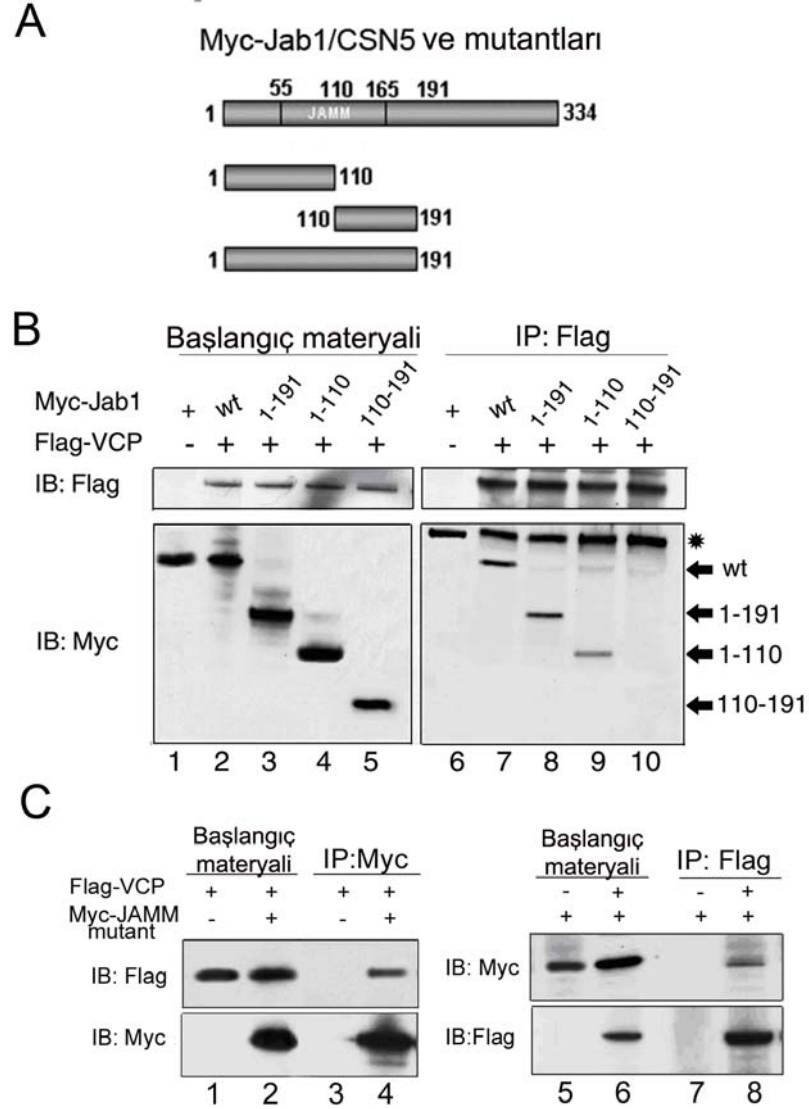 A
Myc-Jab1/CSN5 ve mutantları
55 110 165 191
1 JAMM 334
1 110
110 191
1 191
B
Başlangıç materyali IP: Flag
Myc-Jab1 + wt 1-191 1-110 110-191 + wt 1-191 1-110 110-191
Flag-VCP - + + + + - + + + +
IB: Flag
IB: Myc
wt
1-191
1-110
110-191
1 2 3 4 5 6 7 8 9 10
C
Başlangıç
materyali IP:Myc
Flag-VCP + + + +
Myc-JAMM - + - +
mutant
IB: Flag
IB: Myc
1 2 3 4
Başlangıç
materyali IP: Flag
- + - +
+ + + +
IB: Myc
IB:Flag
5 6 7 8